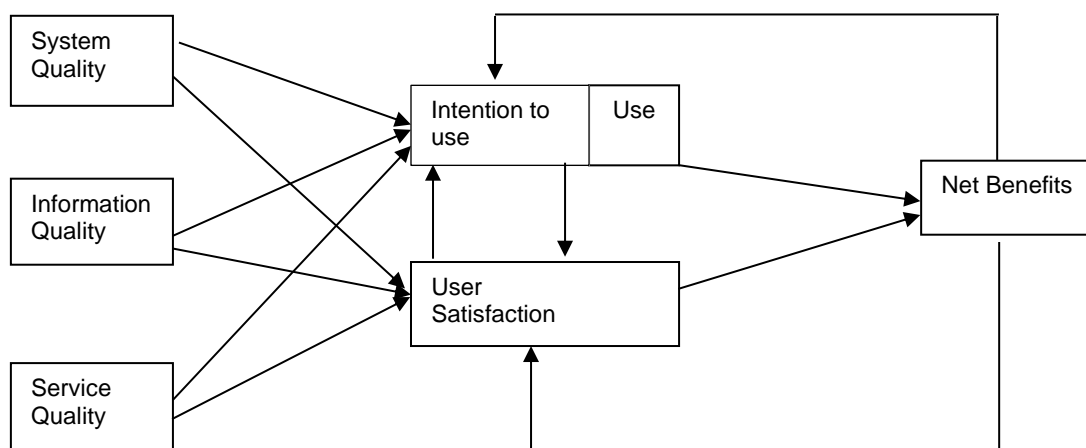 System
Quality
Intention to
use
Use
Information
Quality
Net Benefits
User
Satisfaction
Service
Quality